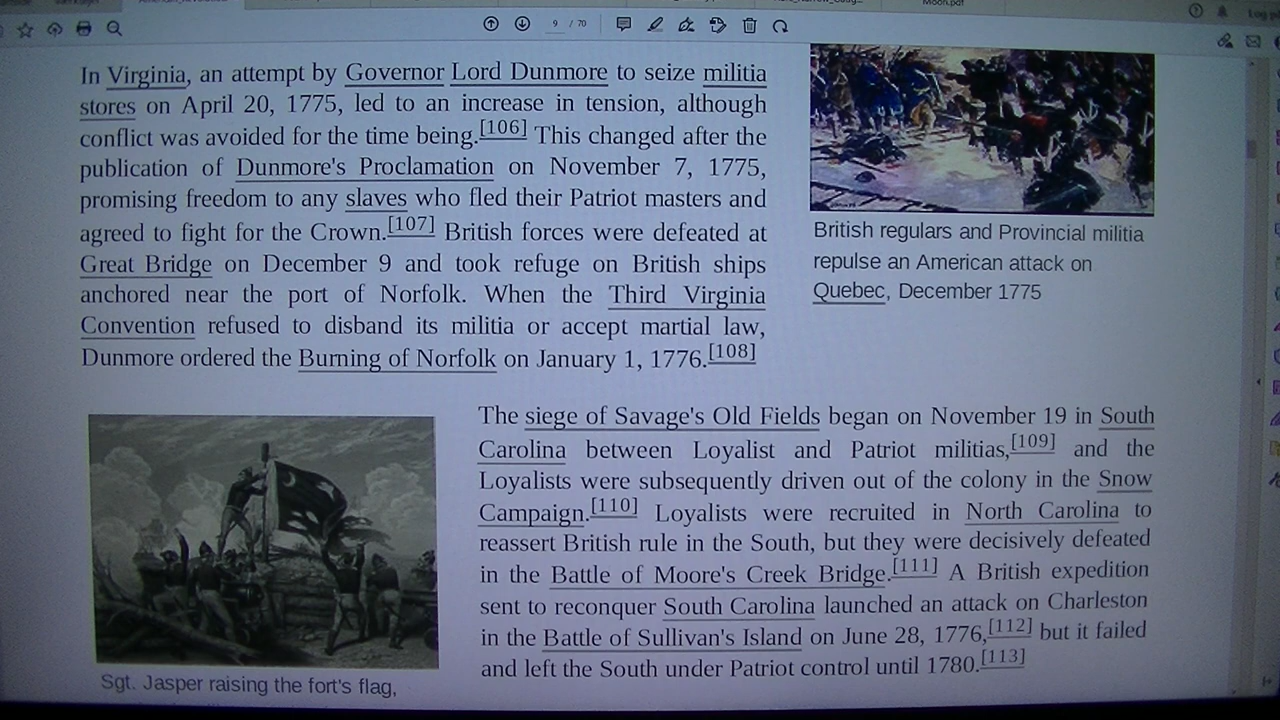 Moon.pdf
Log
9 / 70
In Virginia, an attempt by Governor Lord Dunmore to seize militia
stores on April 20, 1775, led to an increase in tension, although
conflict was avoided for the time being.[106] This changed after the
publication of Dunmore's Proclamation on November 7, 1775,
promising freedom to any slaves who fled their Patriot masters and
agreed to fight for the Crown.[107] British forces were defeated at
Great Bridge on December 9 and took refuge on British ships
anchored near the port of Norfolk. When the Third Virginia
Convention refused to disband its militia or accept martial law,
Dunmore ordered the Burning of Norfolk on January 1, 1776.[108]
British regulars and Provincial militia
repulse an American attack on
Quebec, December 1775
The siege of Savage's Old Fields began on November 19 in South
Carolina between Loyalist and Patriot militias,[109] and the
Loyalists were subsequently driven out of the colony in the Snow
Campaign.[110] Loyalists were recruited in North Carolina to
reassert British rule in the South, but they were decisively defeated
in the Battle of Moore's Creek Bridge.[111] A British expedition
sent to reconquer South Carolina launched an attack on Charleston
in the Battle of Sullivan's Island on June 28, 1776,[112] but it failed
and left the South under Patriot control until 1780.[113]
Sgt. Jasper raising the fort's flag,